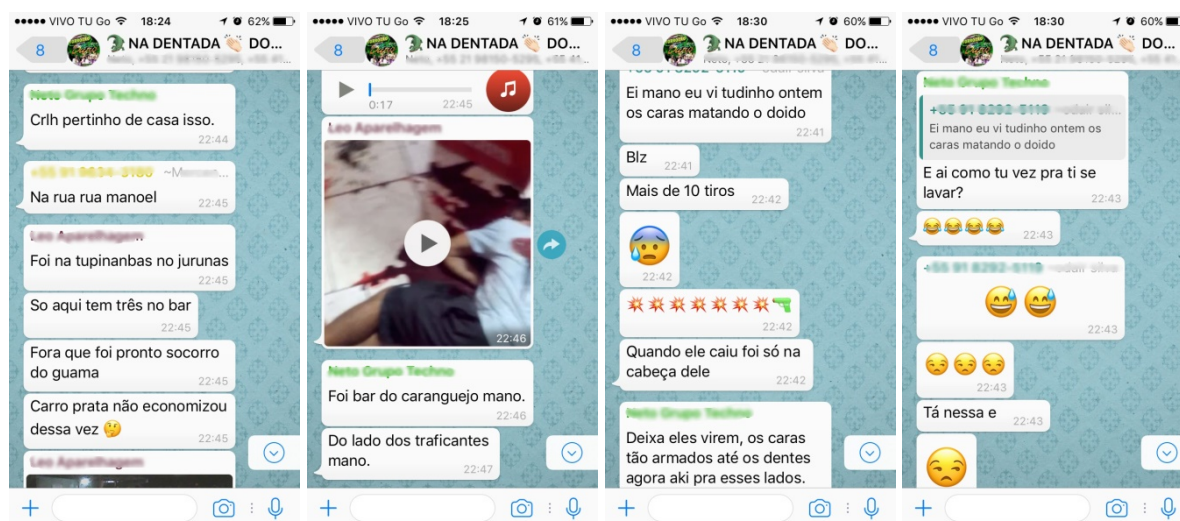 VIVO TU Go 18:24 62%
8 NA DENTADA DO...
Neto Grupo Techno
Crlh pertinho de casa isso.
22:44
+55 91 9634-3186
Na rua rua manoel
22:45
Leo Aparelhagem
Foi na tupinanbas no jurunas
22:45
So aqui tem três no bar
22:45
Fora que foi pronto socorro
do guama
22:45
Carro prata não economizou
dessa vez 🤔
22:45
Leo Aparelhagem
VIVO TU Go 18:25 61%
8 NA DENTADA DO...
0:17 22:45
Leo Aparelhagem
22:46
Neto Grupo Techno
Foi bar do caranguejo mano.
22:46
Do lado dos traficantes
mano.
22:47
VIVO TU Go 18:30 60%
8 NA DENTADA DO...
Ei mano eu vi tudinho ontem
os caras matando o doido
22:41
Blz
22:41
Mais de 10 tiros
22:42
22:42
22:42
Quando ele caiu foi só na
cabeça dele
22:42
Neto Grupo Techno
Deixa eles virem, os caras
tão armados até os dentes
agora aki pra esses lados.
VIVO TU Go 18:30 60%
8 NA DENTADA DO...
Neto Grupo Techno
Ei mano eu vi tudinho ontem os
caras matando o doido
E ai como tu vez pra ti se
lavar?
22:43
22:43
22:43
22:43
Tá nessa e
22:43